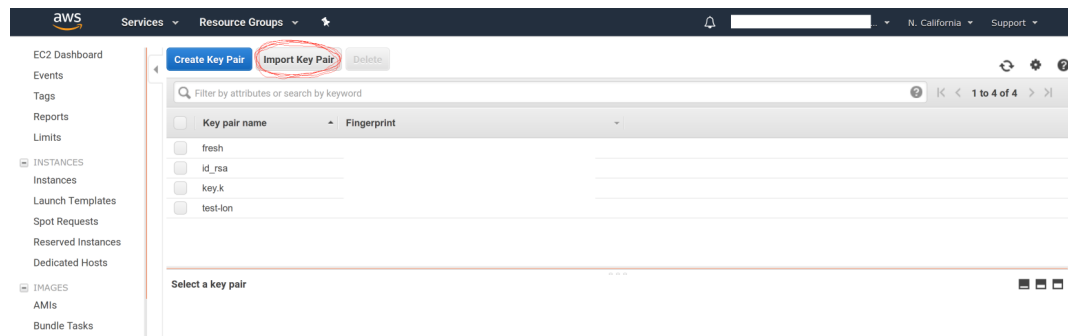 aws Services Resource Groups N. California Support
EC2 Dashboard
Events
Tags
Reports
Limits
INSTANCES
Instances
Launch Templates
Spot Requests
Reserved Instances
Dedicated Hosts
IMAGES
AMIs
Bundle Tasks
Create Key Pair Import Key Pair Delete
Filter by attributes or search by keyword 1 to 4 of 4
Key pair name Fingerprint
fresh
id_rsa
key.k
test-lon
Select a key pair